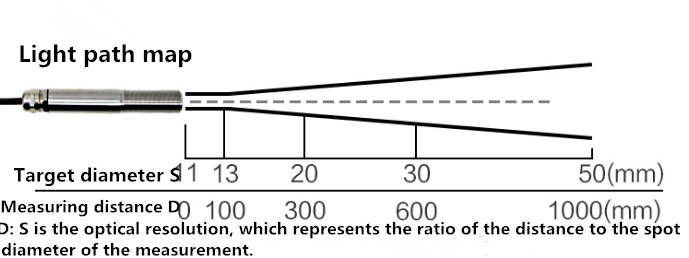 Light path map
Target diameter S 11 13 20 30 50(mm)
Measuring distance D 0 100 300 600 1000(mm)
D: S is the optical resolution, which represents the ratio of the distance to the spot
diameter of the measurement.